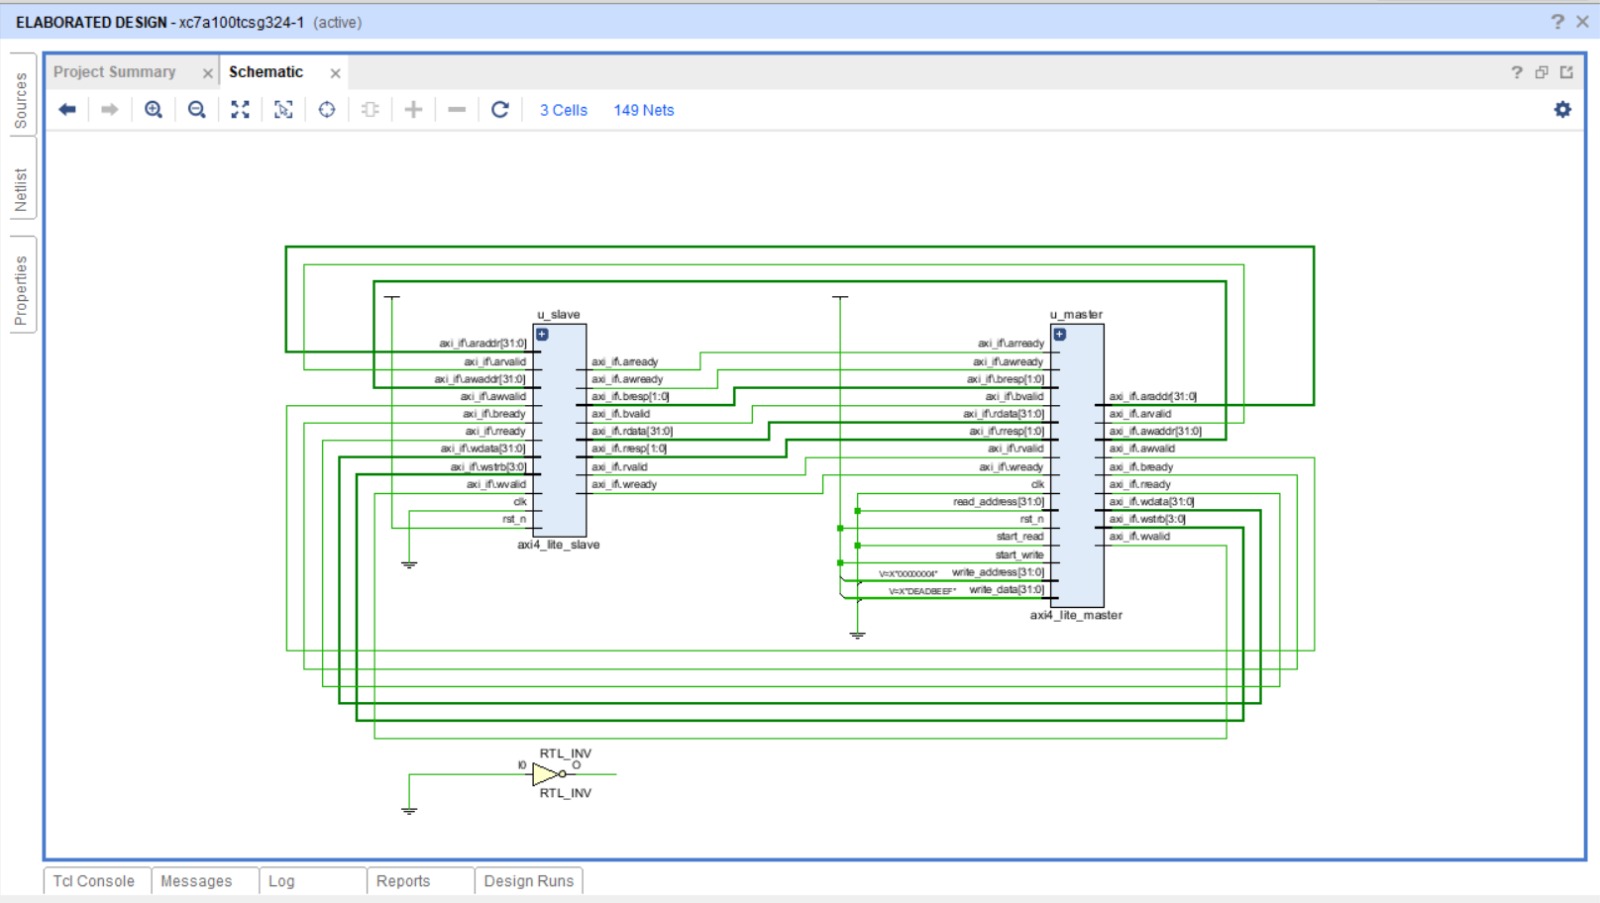 ELABORATED DESIGN - xc7a100tcsg324-1 (active)
Sources
Netlist
Properties
Project Summary
Schematic
3 Cells 149 Nets
u_slave
axi_if\.araddr[31:0]
axi_if\.arvalid
axi_if\.awaddr[31:0]
axi_if\.awvalid
axi_if\.bready
axi_if\.rready
axi_if\.wdata[31:0]
axi_if\.wstrb[3:0]
axi_if\.wvalid
clk
rst_n
axi_if\.arready
axi_if\.awready
axi_if\.bresp[1:0]
axi_if\.bvalid
axi_if\.rdata[31:0]
axi_if\.rresp[1:0]
axi_if\.rvalid
axi_if\.wready
axi4_lite_slave
u_master
axi_if\.arready
axi_if\.awready
axi_if\.bresp[1:0]
axi_if\.bvalid
axi_if\.rdata[31:0]
axi_if\.rresp[1:0]
axi_if\.rvalid
axi_if\.wready
clk
read_address[31:0]
rst_n
start_read
start_write
V=X"00000004" write_address[31:0]
V=X"DEADBEEF" write_data[31:0]
axi_if\.araddr[31:0]
axi_if\.arvalid
axi_if\.awaddr[31:0]
axi_if\.awvalid
axi_if\.bready
axi_if\.rready
axi_if\.wdata[31:0]
axi_if\.wstrb[3:0]
axi_if\.wvalid
axi4_lite_master
RTL_INV
I0 O
RTL_INV
Tcl Console Messages Log Reports Design Runs